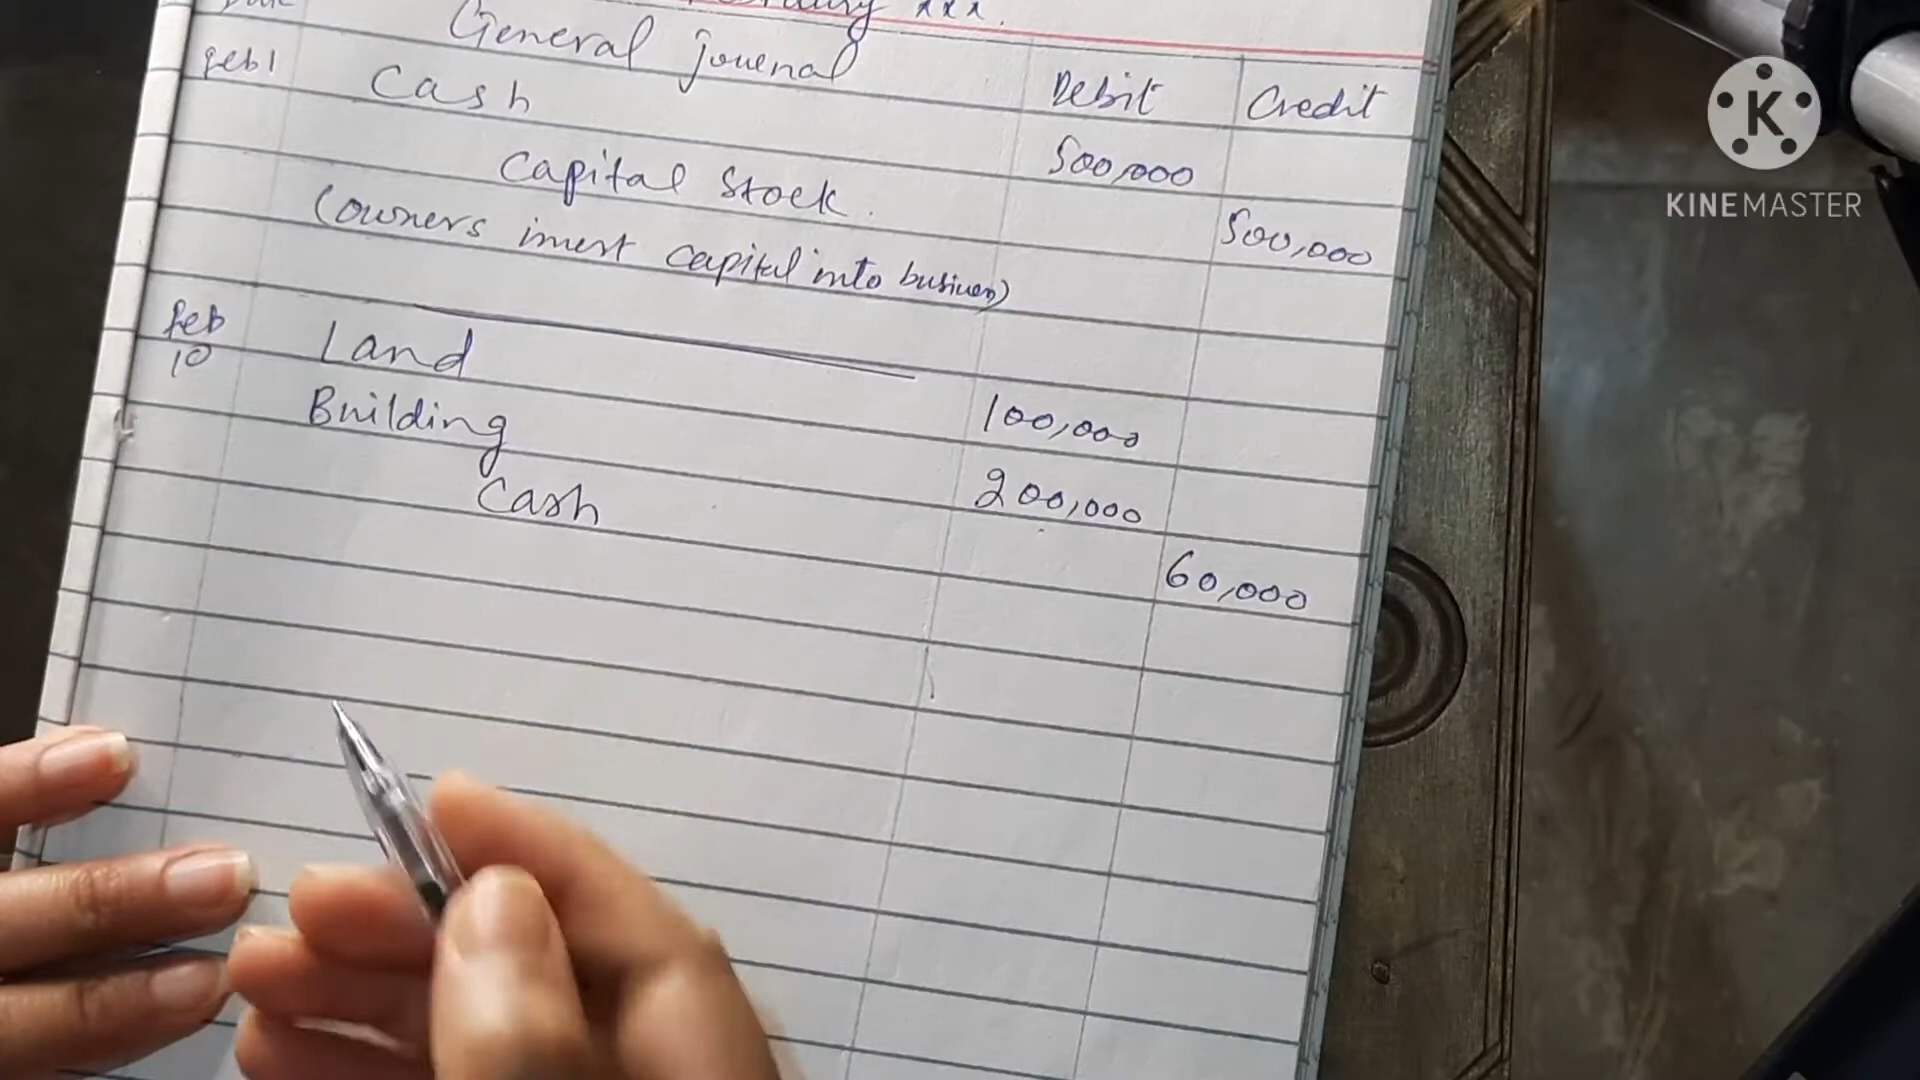 xxx.
General journal
Debit Credit
feb 1 Cash 500,000
Capital Stock. 500,000
(owners invest capital into business)
feb
10 Land 100,000
Building 200,000
Cash 60,000
K
KINEMASTER